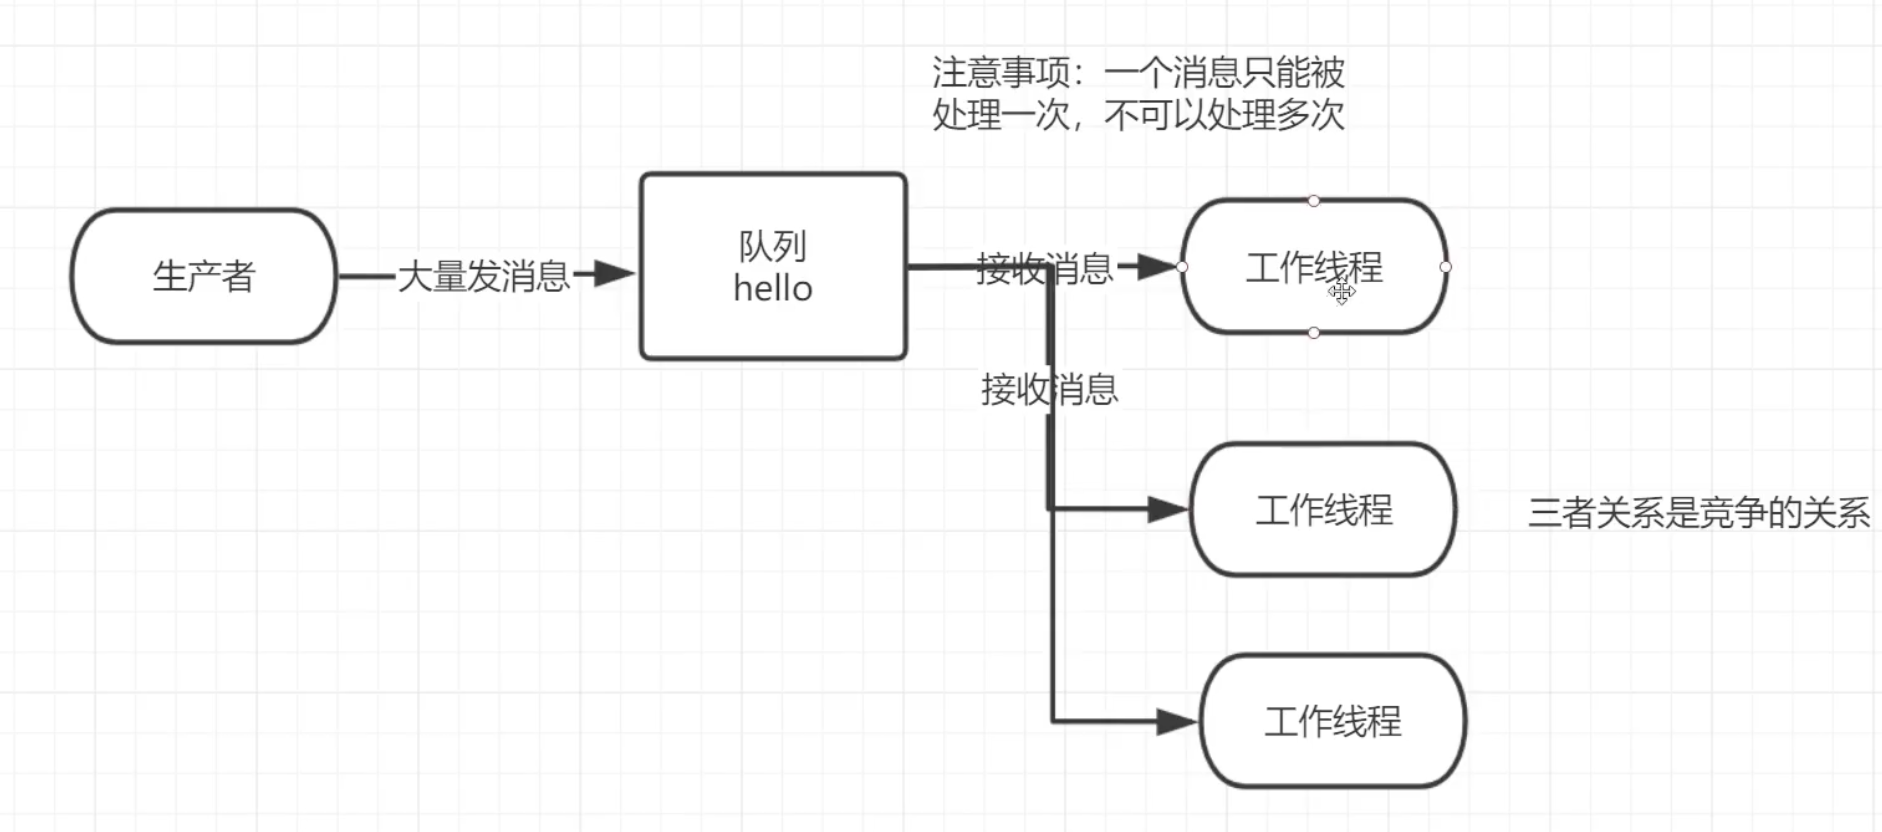 注意事项：一个消息只能被
处理一次，不可以处理多次
生产者
大量发消息
队列
hello
接收消息
工作线程
接收消息
工作线程
三者关系是竞争的关系
工作线程